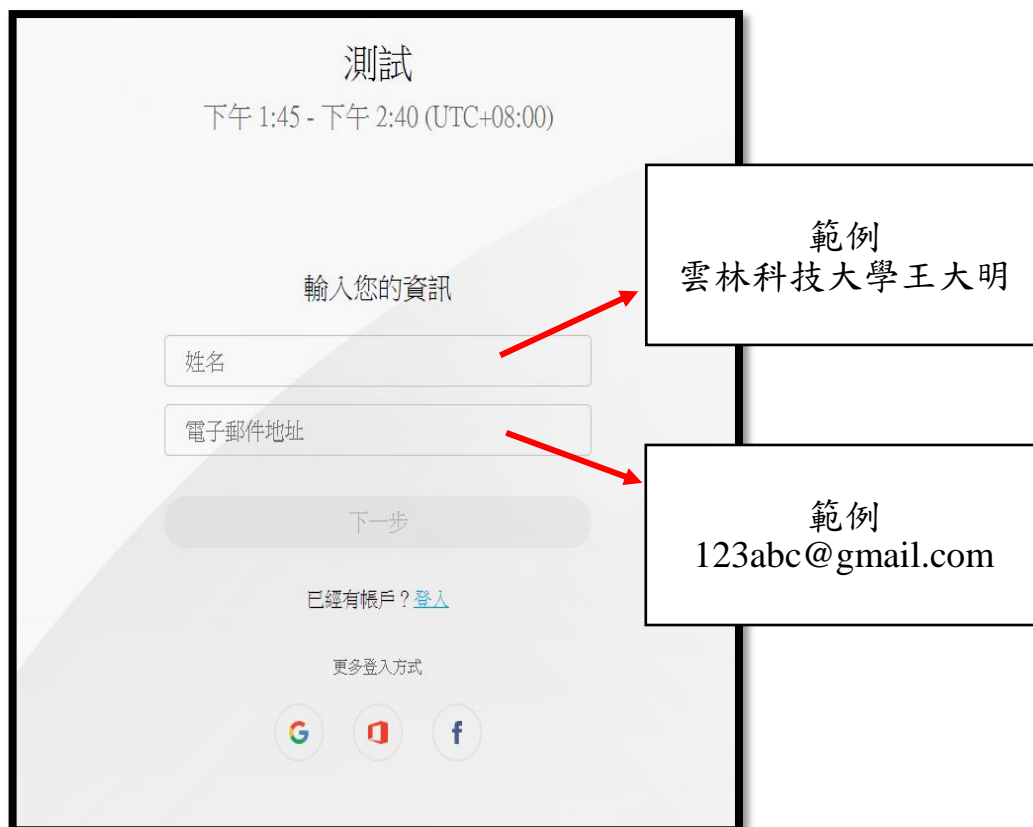 測試
下午 1:45 - 下午 2:40 (UTC+08:00)
範例
雲林科技大學王大明
輸入您的資訊
姓名
電子郵件地址
範例
123abc@gmail.com
下一步
已經有帳戶？登入
更多登入方式